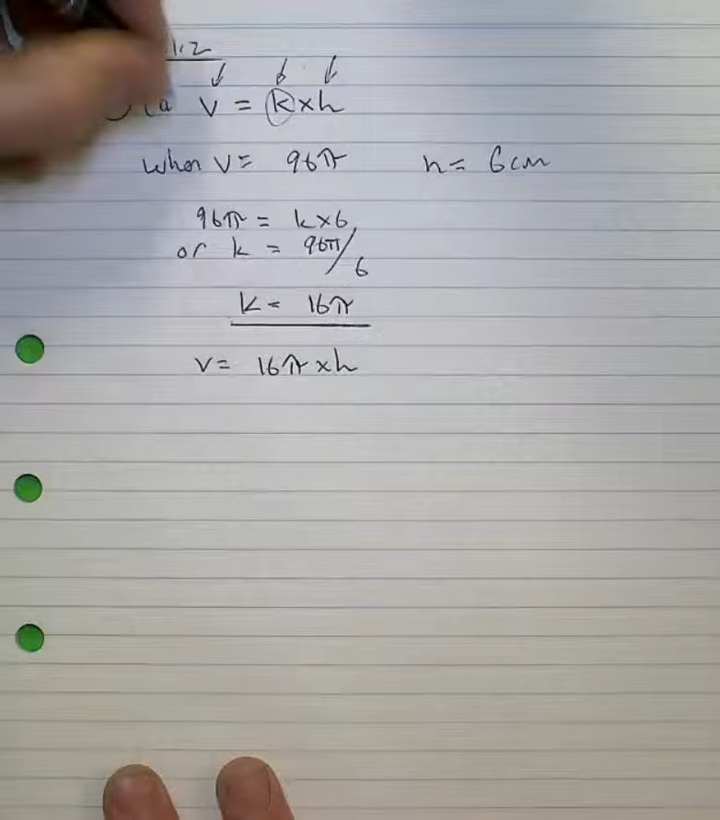 1.2
(a V = k x h
when V = 96π h = 6cm
96π = k x 6
or k = 96π/6
k = 16π
V = 16π x h